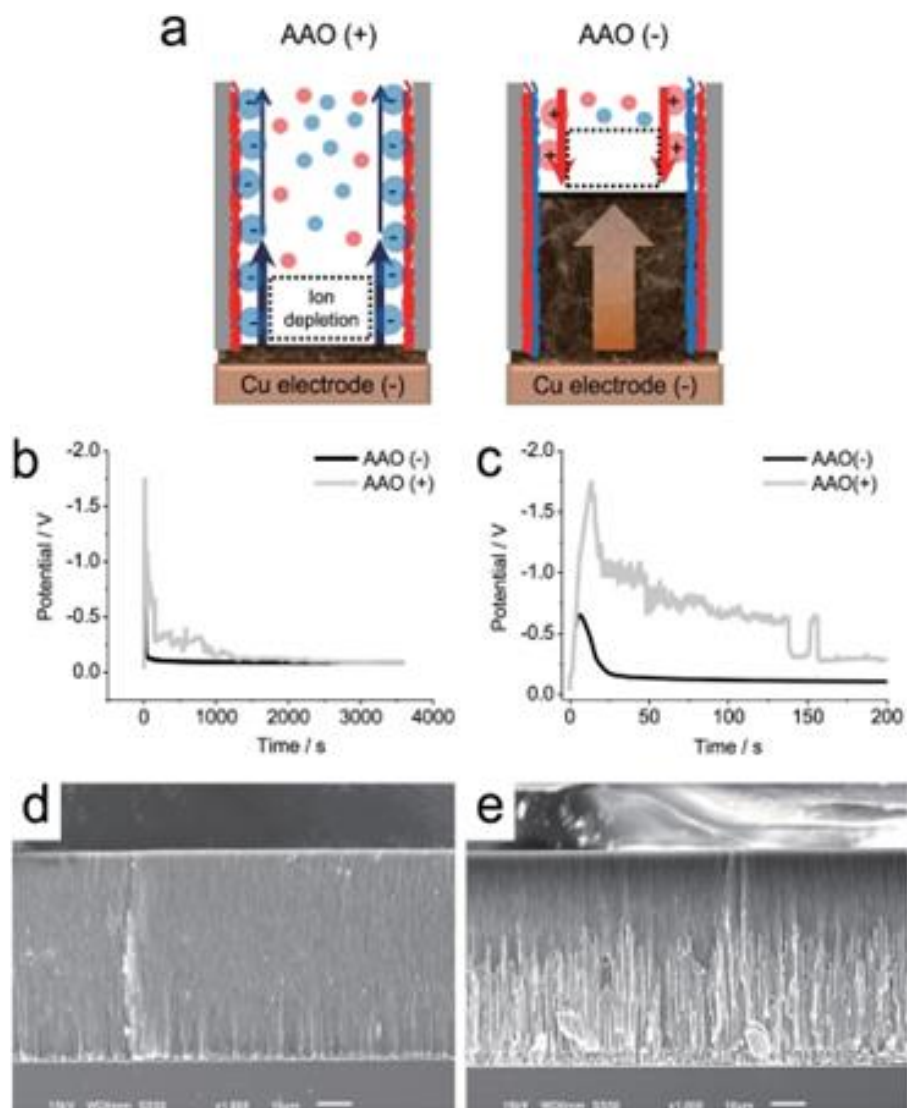 a
AAO (+)
AAO (-)
Ion
depletion
Cu electrode (-)
Cu electrode (-)
b
-2.0
-1.5
-1.0
-0.5
0.0
Potential / V
AAO (-)
AAO (+)
0
1000
2000
3000
4000
Time / s
c
-2.0
-1.5
-1.0
-0.5
0.0
Potential / V
AAO(-)
AAO(+)
0
50
100
150
200
Time / s
d
10μm
e
10μm